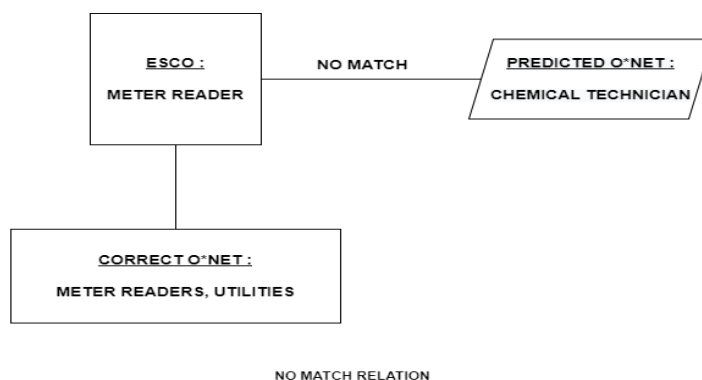 ESCO :
METER READER
NO MATCH
PREDICTED O*NET :
CHEMICAL TECHNICIAN
CORRECT O*NET :
METER READERS, UTILITIES
NO MATCH RELATION